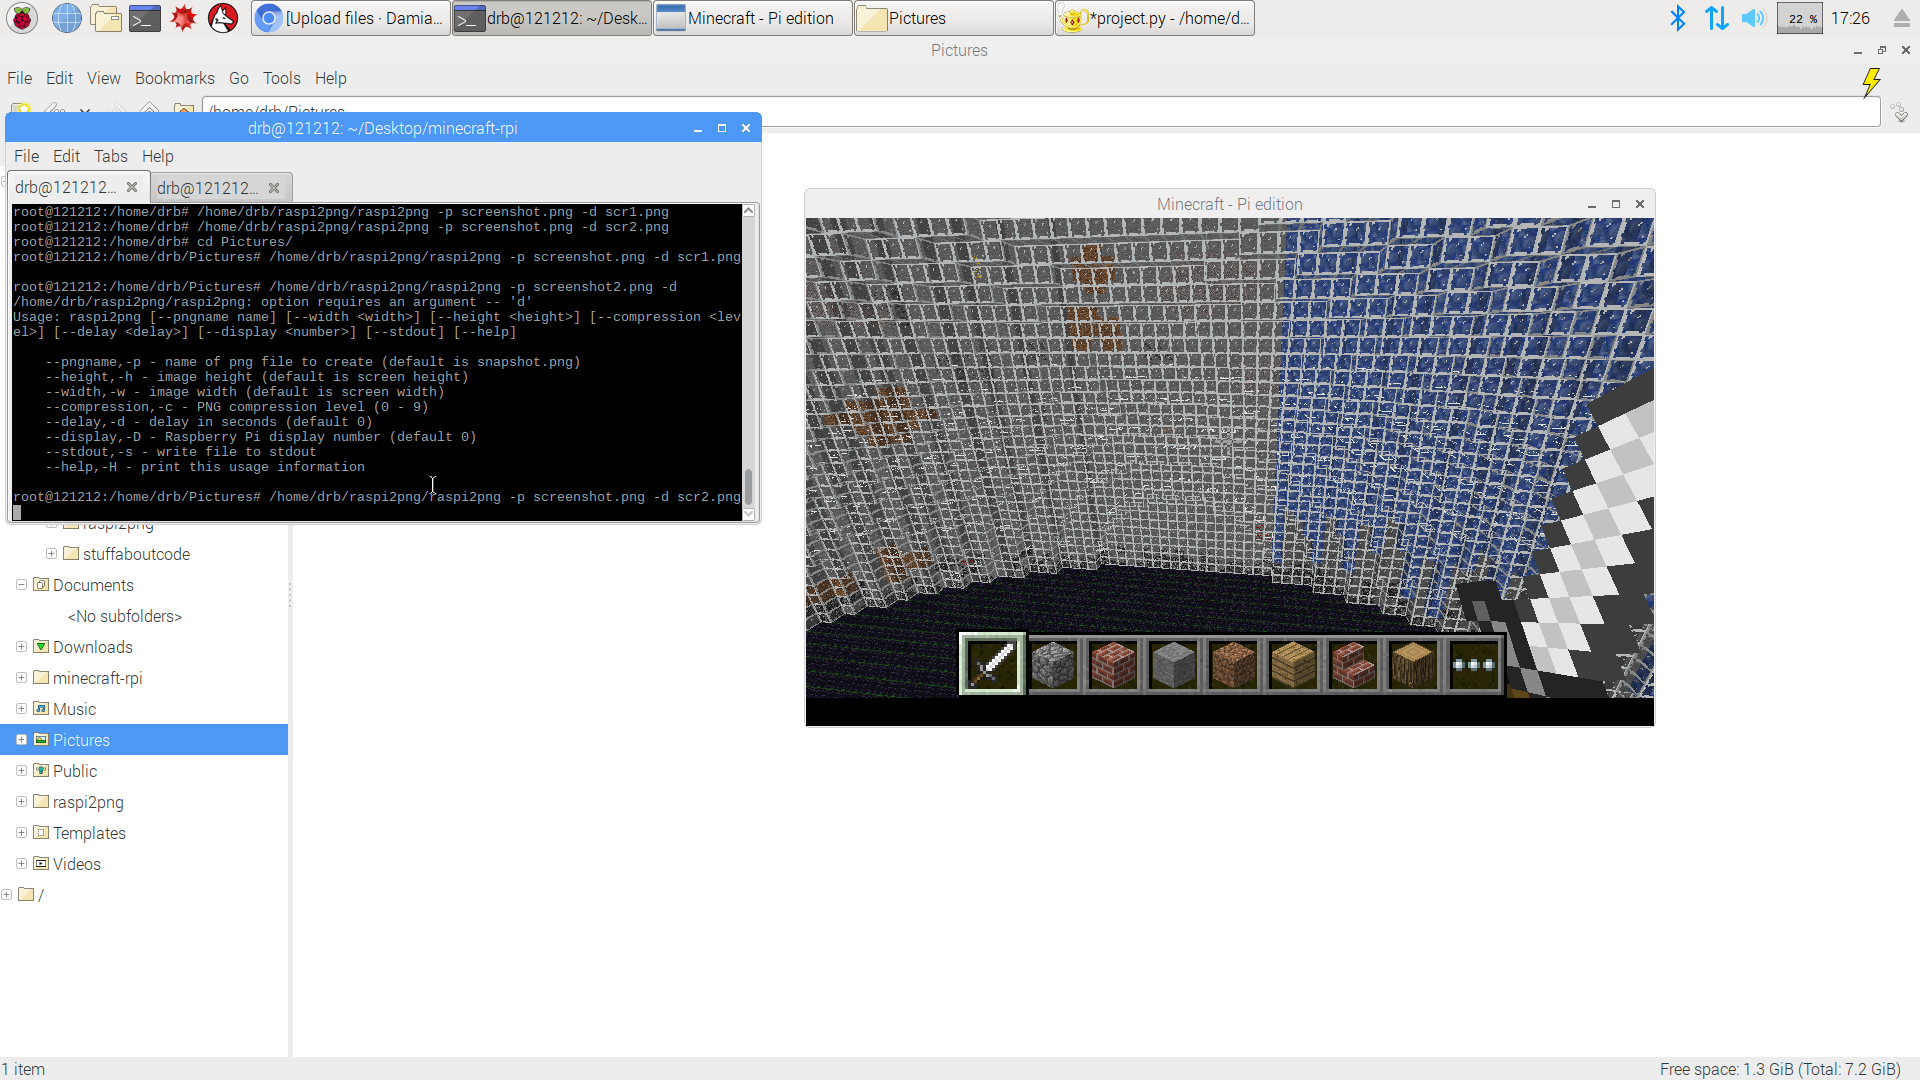 [Upload files · Damia...
drb@121212: ~/Desk...
Minecraft - Pi edition
Pictures
*project.py - /home/d...
22 %
17:26
Pictures
File Edit View Bookmarks Go Tools Help
/home/drb/Pictures
drb@121212: ~/Desktop/minecraft-rpi
File Edit Tabs Help
drb@121212...
drb@121212...
root@121212:/home/drb# /home/drb/raspi2png/raspi2png -p screenshot.png -d scr1.png
root@121212:/home/drb# /home/drb/raspi2png/raspi2png -p screenshot.png -d scr2.png
root@121212:/home/drb# cd Pictures/
root@121212:/home/drb/Pictures# /home/drb/raspi2png/raspi2png -p screenshot.png -d scr1.png
root@121212:/home/drb/Pictures# /home/drb/raspi2png/raspi2png -p screenshot2.png -d
/home/drb/raspi2png/raspi2png: option requires an argument -- 'd'
Usage: raspi2png [--pngname name] [--width <width>] [--height <height>] [--compression <lev
el>] [--delay <delay>] [--display <number>] [--stdout] [--help]
--pngname,-p - name of png file to create (default is snapshot.png)
--height,-h - image height (default is screen height)
--width,-w - image width (default is screen width)
--compression,-c - PNG compression level (0 - 9)
--delay,-d - delay in seconds (default 0)
--display,-D - Raspberry Pi display number (default 0)
--stdout,-s - write file to stdout
--help,-H - print this usage information
root@121212:/home/drb/Pictures# /home/drb/raspi2png/raspi2png -p screenshot.png -d scr2.png
Minecraft - Pi edition
raspi2png
stuffaboutcode
Documents
<No subfolders>
Downloads
minecraft-rpi
Music
Pictures
Public
raspi2png
Templates
Videos
/
1 item
Free space: 1.3 GiB (Total: 7.2 GiB)